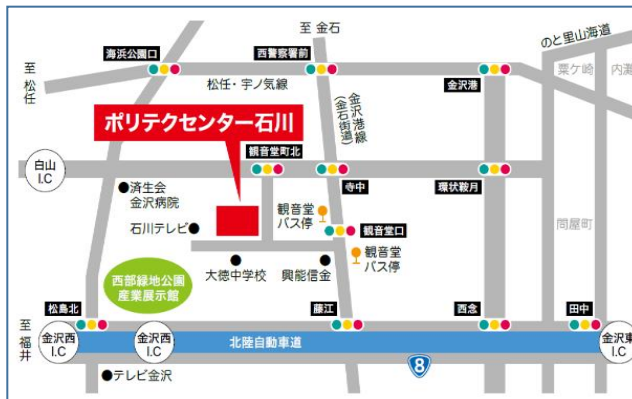 至 金石
海浜公園口
西警察署前
のと里山海道
至 松任
松任・宇ノ気線
金沢港
粟ケ崎
内灘
金沢港線
(金石街道)
ポリテクセンター石川
観音堂町北
白山
I.C
寺中
環状鞍月
済生会
金沢病院
石川テレビ
観音堂
バス停
観音堂口
問屋町
観音堂
バス停
大徳中学校
興能信金
西部緑地公園
産業展示館
松島北
藤江
西念
田中
至 福井
金沢西
I.C
金沢西
I.C
北陸自動車道
金沢東
I.C
8
テレビ金沢